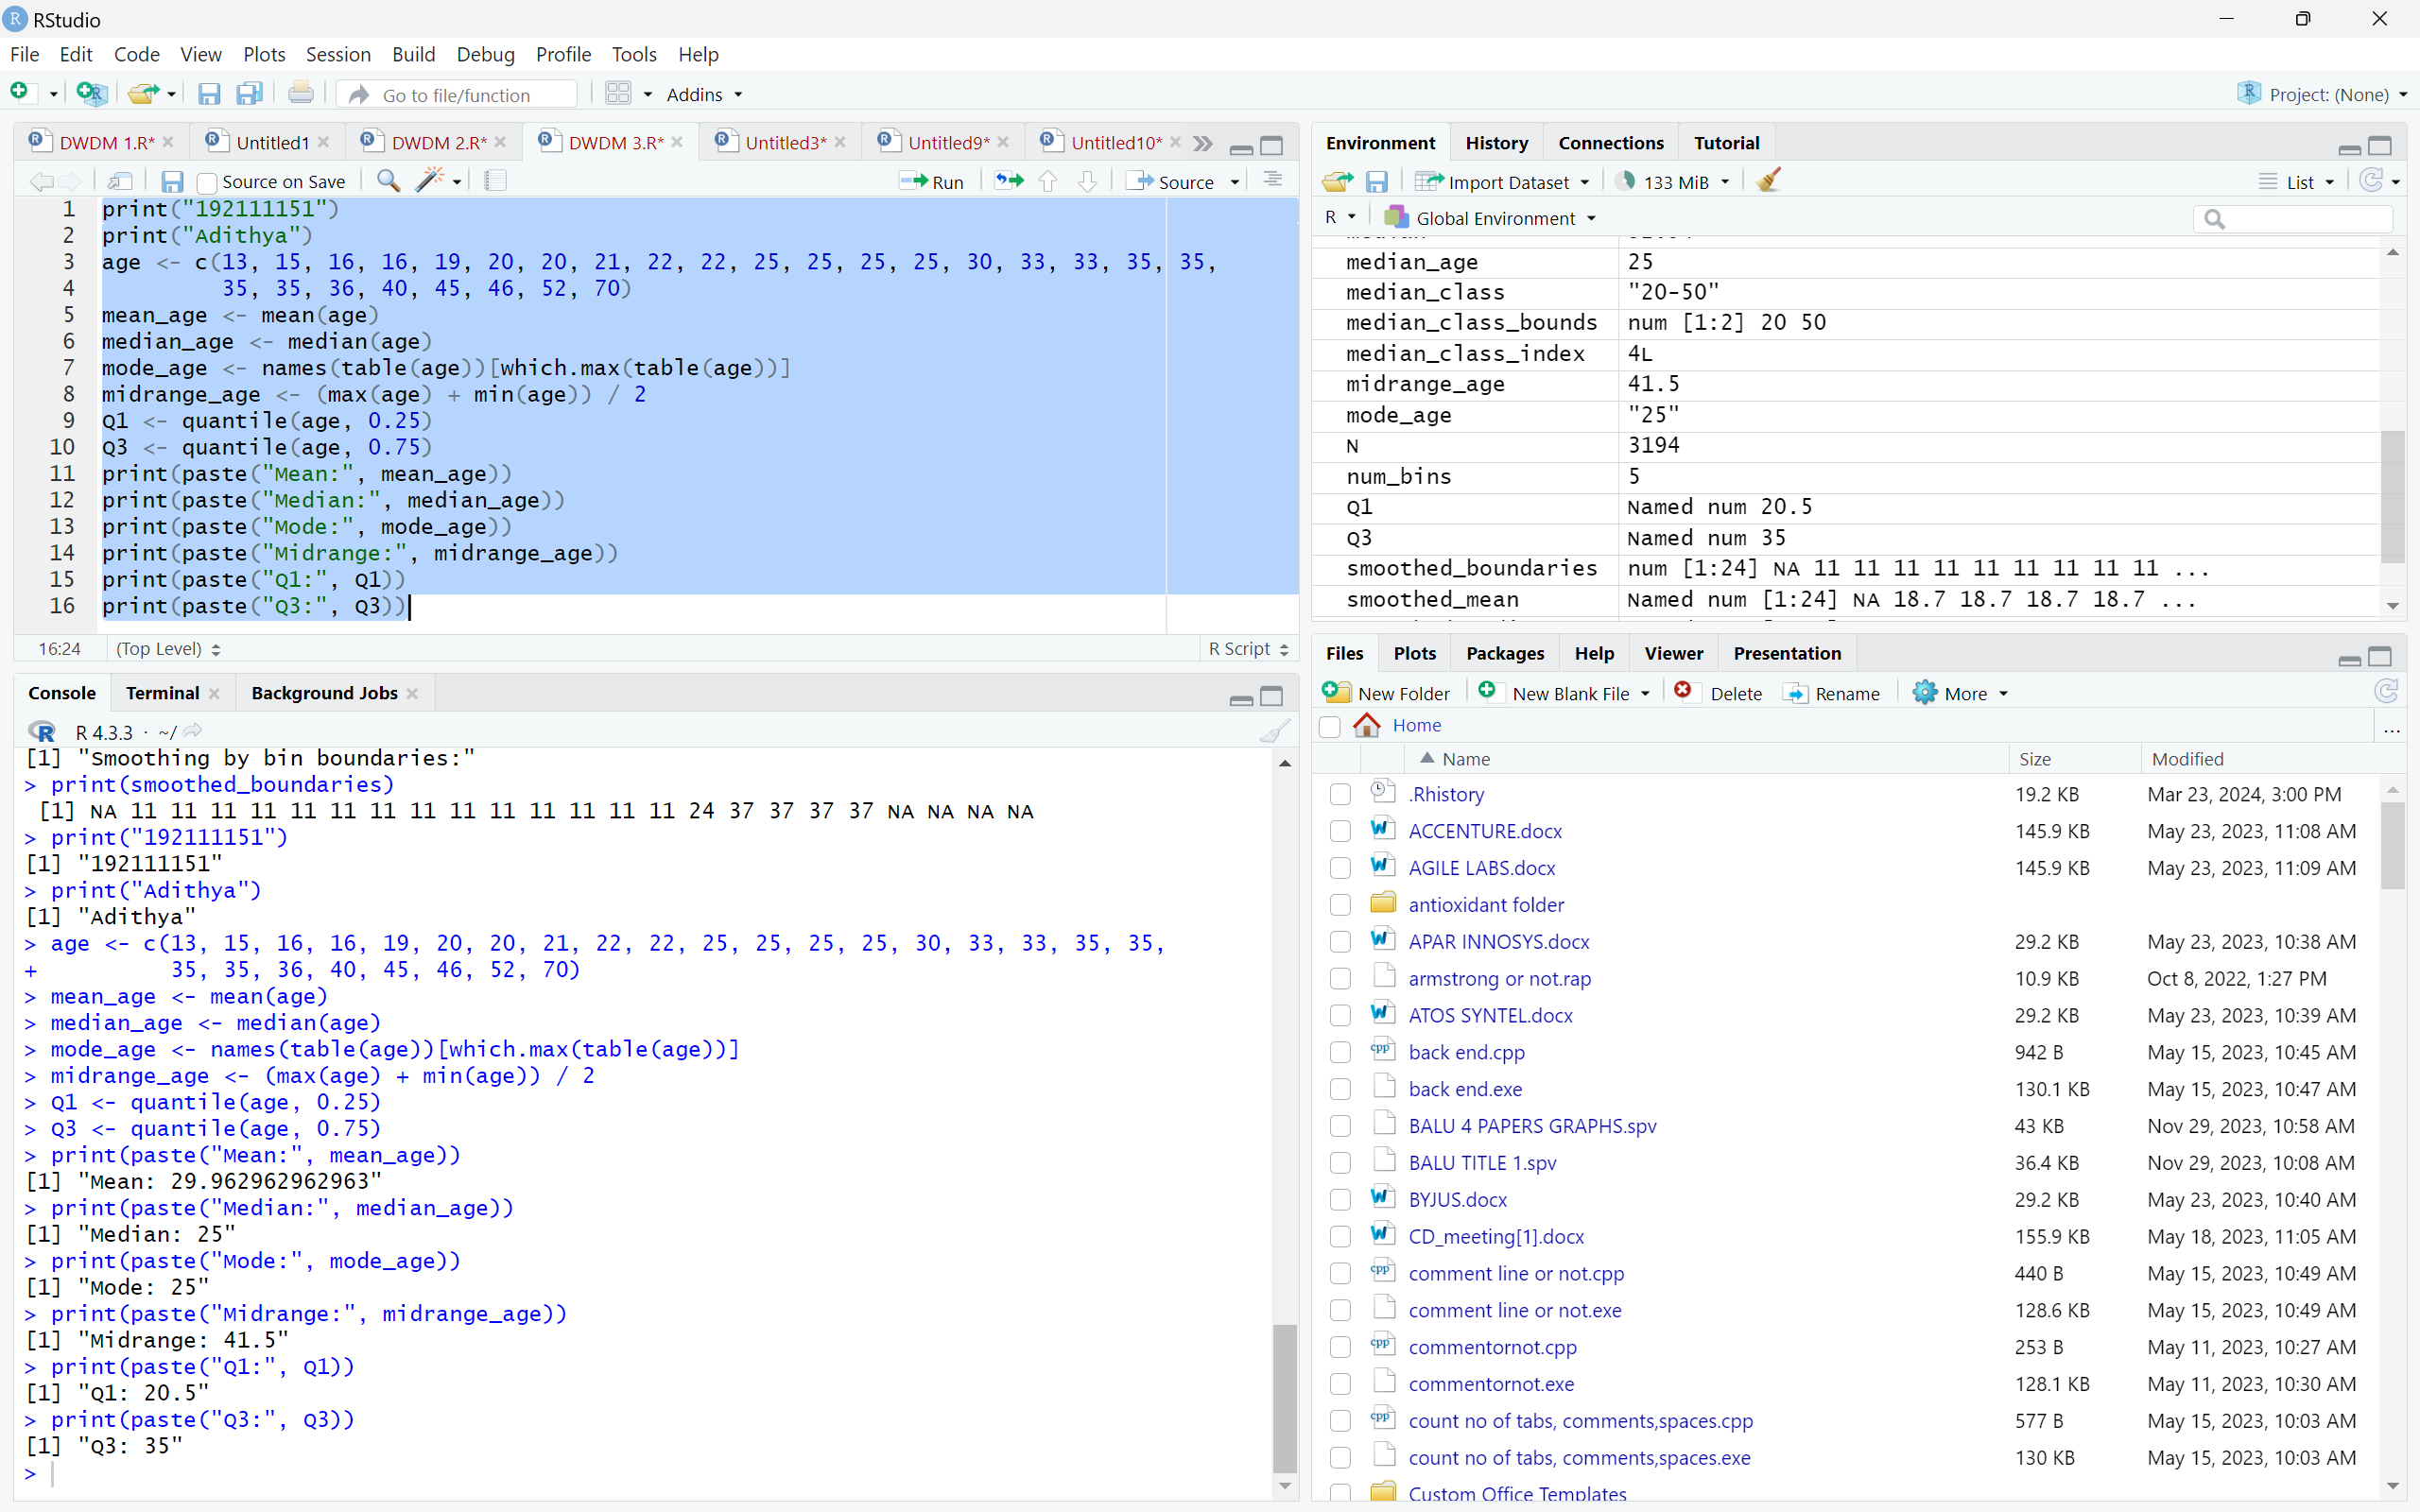 RStudio
File Edit Code View Plots Session Build Debug Profile Tools Help
Go to file/function Addins Project: (None)
DWDM 1.R* Untitled1 DWDM 2.R* DWDM 3.R* Untitled3* Untitled9* Untitled10*
Source on Save Run Source
1 print("192111151")
2 print("Adithya")
3 age <- c(13, 15, 16, 16, 19, 20, 20, 21, 22, 22, 25, 25, 25, 25, 30, 33, 33, 35, 35,
4 35, 35, 36, 40, 45, 46, 52, 70)
5 mean_age <- mean(age)
6 median_age <- median(age)
7 mode_age <- names(table(age))[which.max(table(age))]
8 midrange_age <- (max(age) + min(age)) / 2
9 Q1 <- quantile(age, 0.25)
10 Q3 <- quantile(age, 0.75)
11 print(paste("Mean:", mean_age))
12 print(paste("Median:", median_age))
13 print(paste("Mode:", mode_age))
14 print(paste("Midrange:", midrange_age))
15 print(paste("Q1:", Q1))
16 print(paste("Q3:", Q3))
16:24 (Top Level) R Script
Console Terminal Background Jobs
R 4.3.3 · ~/
[1] "Smoothing by bin boundaries:"
> print(smoothed_boundaries)
[1] NA 11 11 11 11 11 11 11 11 11 11 11 11 11 11 24 37 37 37 37 NA NA NA NA
> print("192111151")
[1] "192111151"
> print("Adithya")
[1] "Adithya"
> age <- c(13, 15, 16, 16, 19, 20, 20, 21, 22, 22, 25, 25, 25, 25, 30, 33, 33, 35, 35,
+ 35, 35, 36, 40, 45, 46, 52, 70)
> mean_age <- mean(age)
> median_age <- median(age)
> mode_age <- names(table(age))[which.max(table(age))]
> midrange_age <- (max(age) + min(age)) / 2
> Q1 <- quantile(age, 0.25)
> Q3 <- quantile(age, 0.75)
> print(paste("Mean:", mean_age))
[1] "Mean: 29.962962962963"
> print(paste("Median:", median_age))
[1] "Median: 25"
> print(paste("Mode:", mode_age))
[1] "Mode: 25"
> print(paste("Midrange:", midrange_age))
[1] "Midrange: 41.5"
> print(paste("Q1:", Q1))
[1] "Q1: 20.5"
> print(paste("Q3:", Q3))
[1] "Q3: 35"
>
Environment History Connections Tutorial
Import Dataset 133 MiB List
R Global Environment
median_age 25
median_class "20-50"
median_class_bounds num [1:2] 20 50
median_class_index 4L
midrange_age 41.5
mode_age "25"
N 3194
num_bins 5
Q1 Named num 20.5
Q3 Named num 35
smoothed_boundaries num [1:24] NA 11 11 11 11 11 11 11 11 11 ...
smoothed_mean Named num [1:24] NA 18.7 18.7 18.7 18.7 ...
Files Plots Packages Help Viewer Presentation
New Folder New Blank File Delete Rename More
Home ...
Name Size Modified
.Rhistory 19.2 KB Mar 23, 2024, 3:00 PM
ACCENTURE.docx 145.9 KB May 23, 2023, 11:08 AM
AGILE LABS.docx 145.9 KB May 23, 2023, 11:09 AM
antioxidant folder
APAR INNOSYS.docx 29.2 KB May 23, 2023, 10:38 AM
armstrong or not.rap 10.9 KB Oct 8, 2022, 1:27 PM
ATOS SYNTEL.docx 29.2 KB May 23, 2023, 10:39 AM
back end.cpp 942 B May 15, 2023, 10:45 AM
back end.exe 130.1 KB May 15, 2023, 10:47 AM
BALU 4 PAPERS GRAPHS.spv 43 KB Nov 29, 2023, 10:58 AM
BALU TITLE 1.spv 36.4 KB Nov 29, 2023, 10:08 AM
BYJUS.docx 29.2 KB May 23, 2023, 10:40 AM
CD_meeting[1].docx 155.9 KB May 18, 2023, 11:05 AM
comment line or not.cpp 440 B May 15, 2023, 10:49 AM
comment line or not.exe 128.6 KB May 15, 2023, 10:49 AM
commentornot.cpp 253 B May 11, 2023, 10:27 AM
commentornot.exe 128.1 KB May 11, 2023, 10:30 AM
count no of tabs, comments,spaces.cpp 577 B May 15, 2023, 10:03 AM
count no of tabs, comments,spaces.exe 130 KB May 15, 2023, 10:03 AM
Custom Office Templates